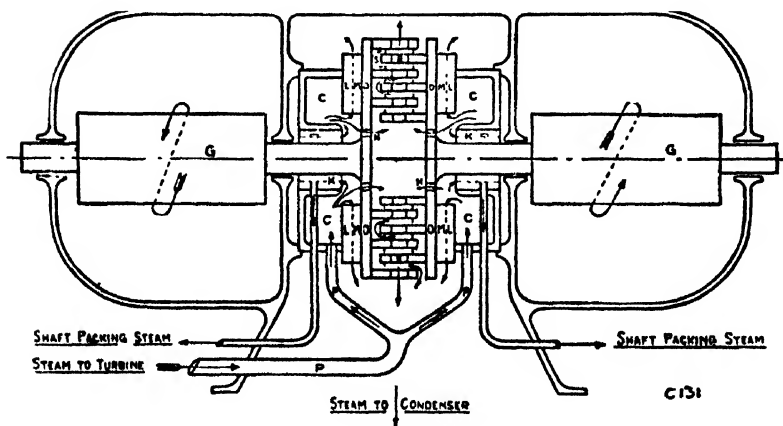 C
L M D
D M L
C
G
G
K
K
N
N
K
C
L M D
D M L
C
SHAFT PACKING STEAM
SHAFT PACKING STEAM
STEAM TO TURBINE
P
STEAM TO CONDENSER
C131